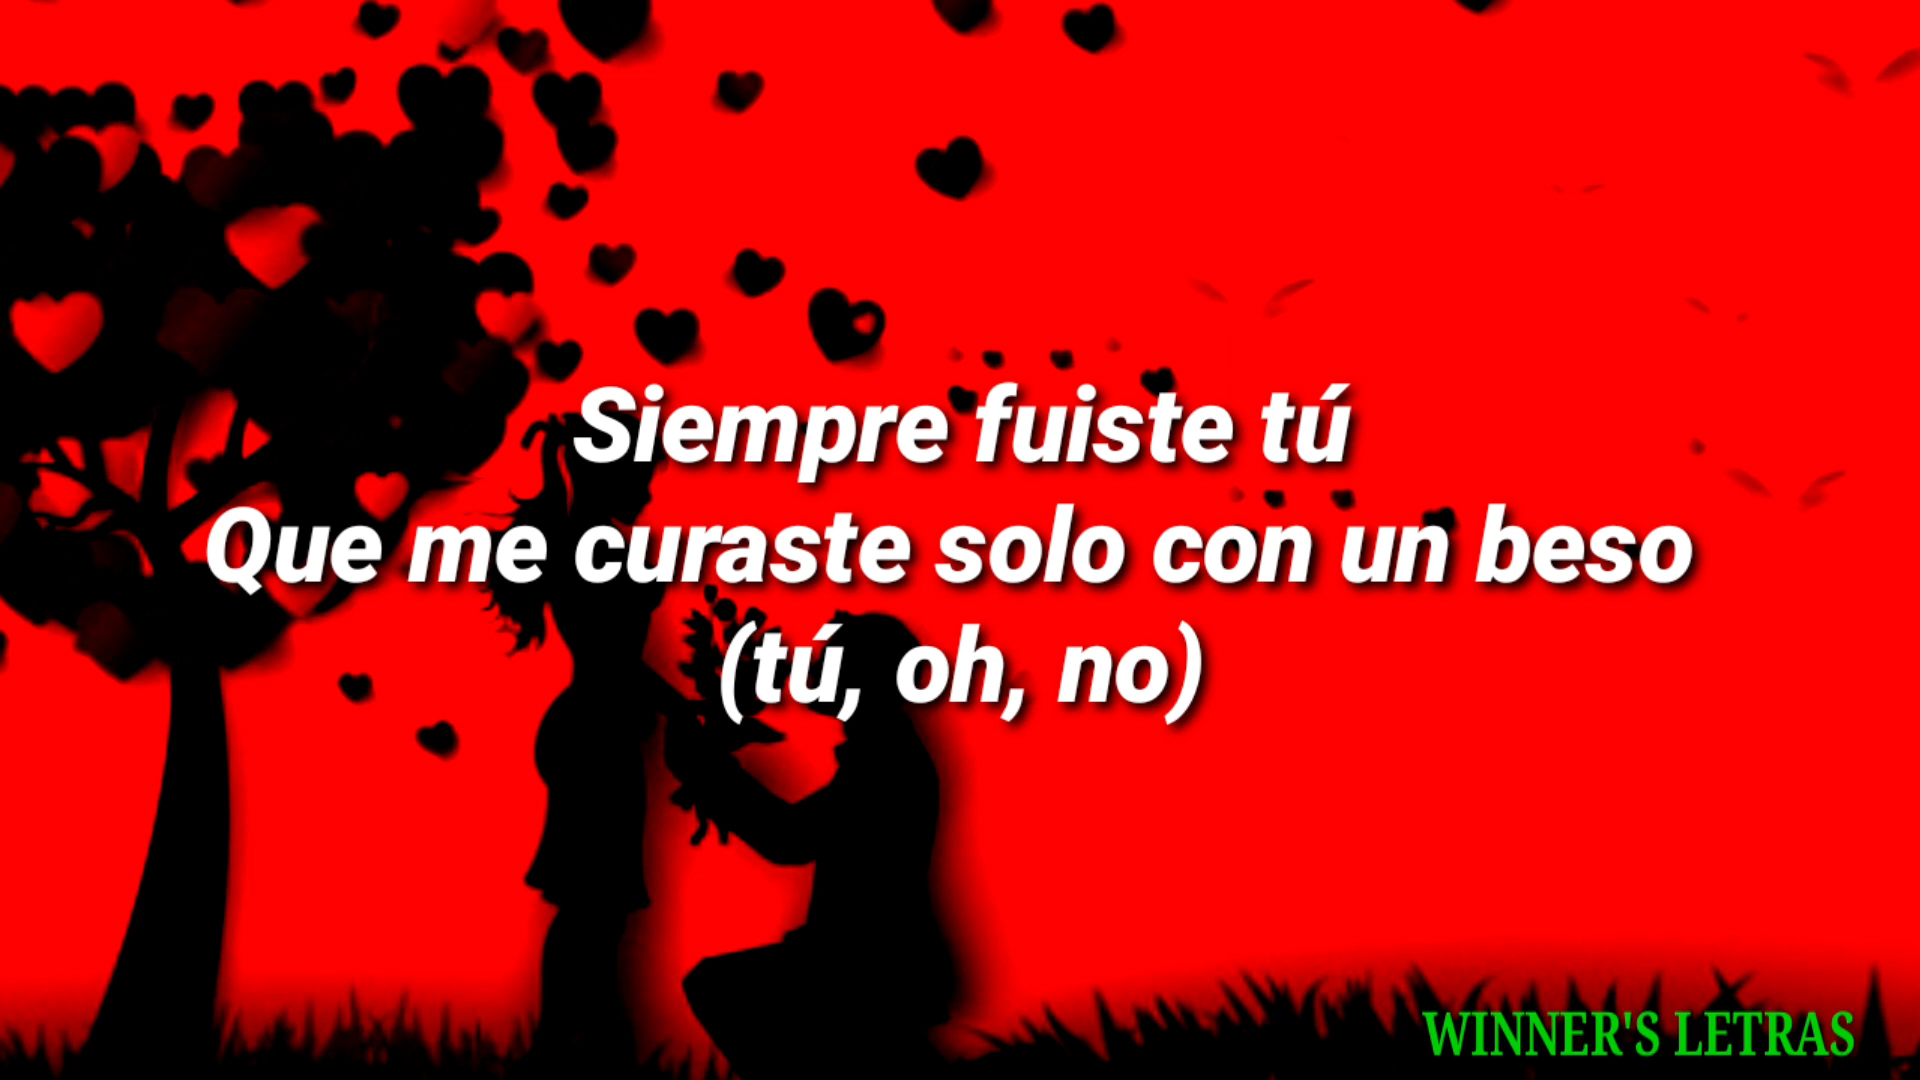 Siempre fuiste tú
Que me curaste solo con un beso
(tú, oh, no)
WINNER'S LETRAS